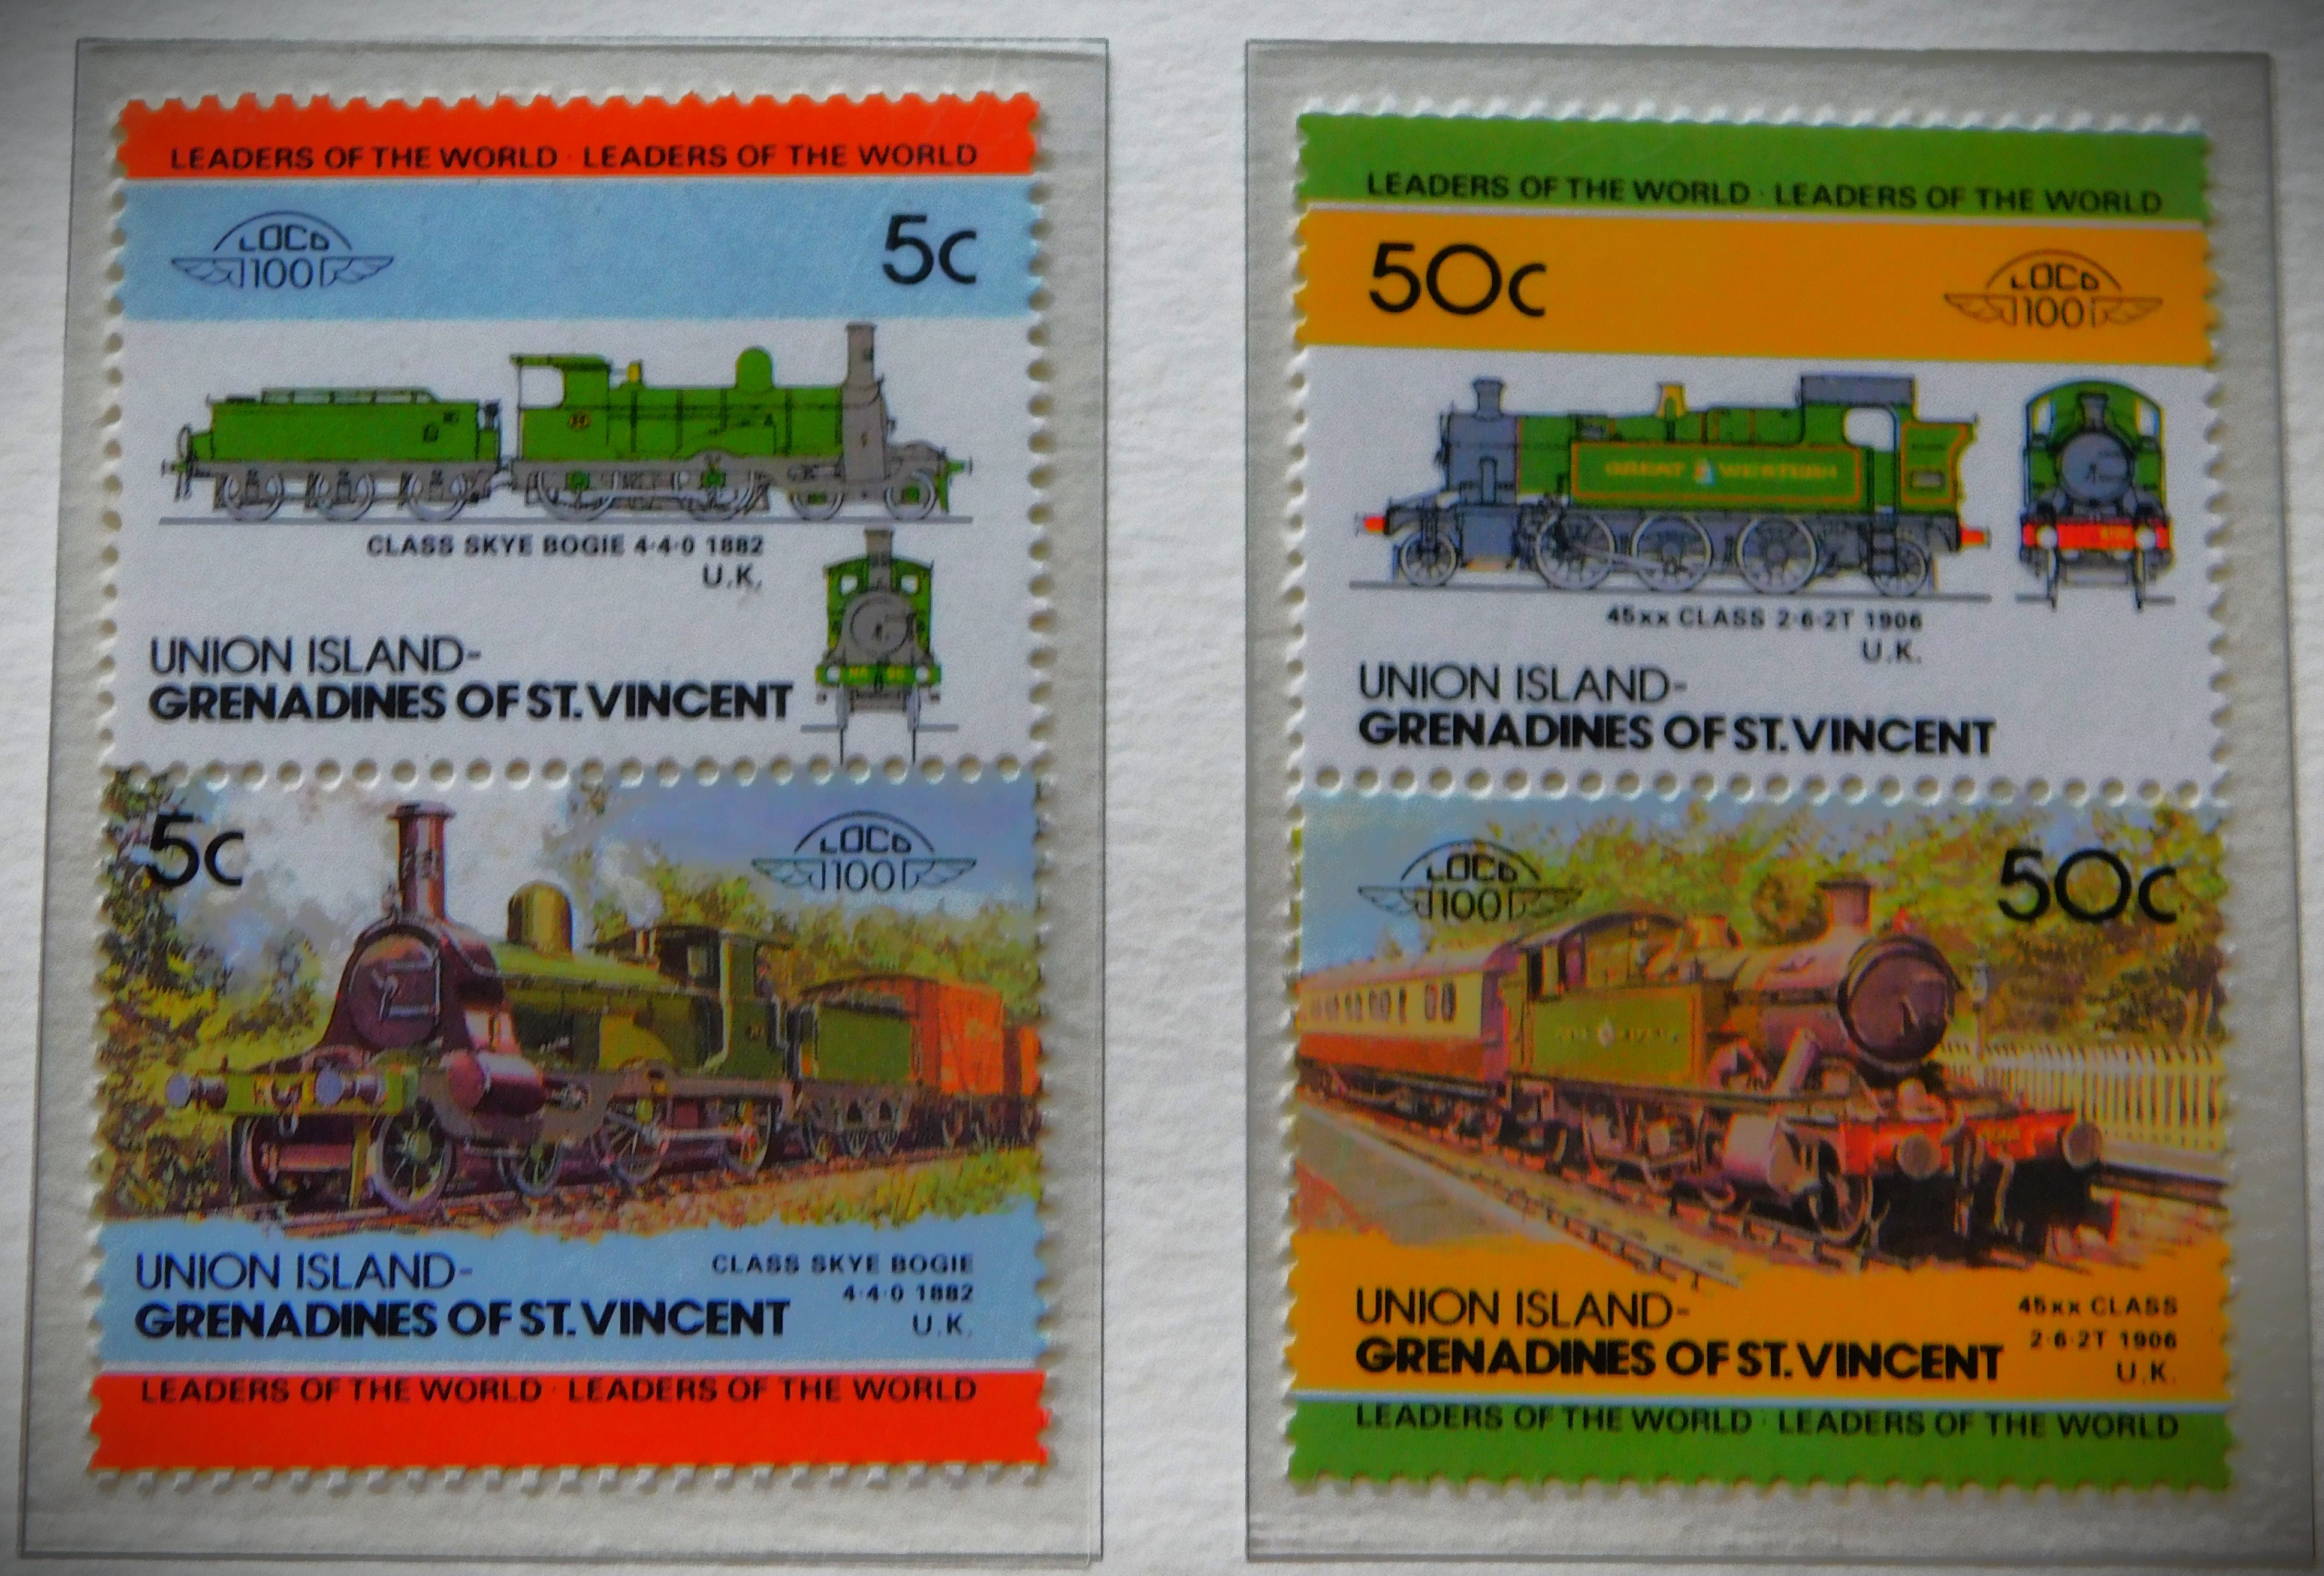 LEADERS OF THE WORLD · LEADERS OF THE WORLD
LOCO
100
5c
CLASS SKYE BOGIE 4·4·0 1882
U.K.
UNION ISLAND-
GRENADINES OF ST. VINCENT
5c
LOCO
100
UNION ISLAND-
GRENADINES OF ST. VINCENT
CLASS SKYE BOGIE
4·4·0 1882
U.K.
LEADERS OF THE WORLD · LEADERS OF THE WORLD
LEADERS OF THE WORLD · LEADERS OF THE WORLD
50c
LOCO
100
GREAT WESTERN
45xx CLASS 2·6·2T 1906
U.K.
UNION ISLAND-
GRENADINES OF ST. VINCENT
LOCO
100
50c
UNION ISLAND-
GRENADINES OF ST. VINCENT
45xx CLASS
2·6·2T 1906
U.K.
LEADERS OF THE WORLD · LEADERS OF THE WORLD